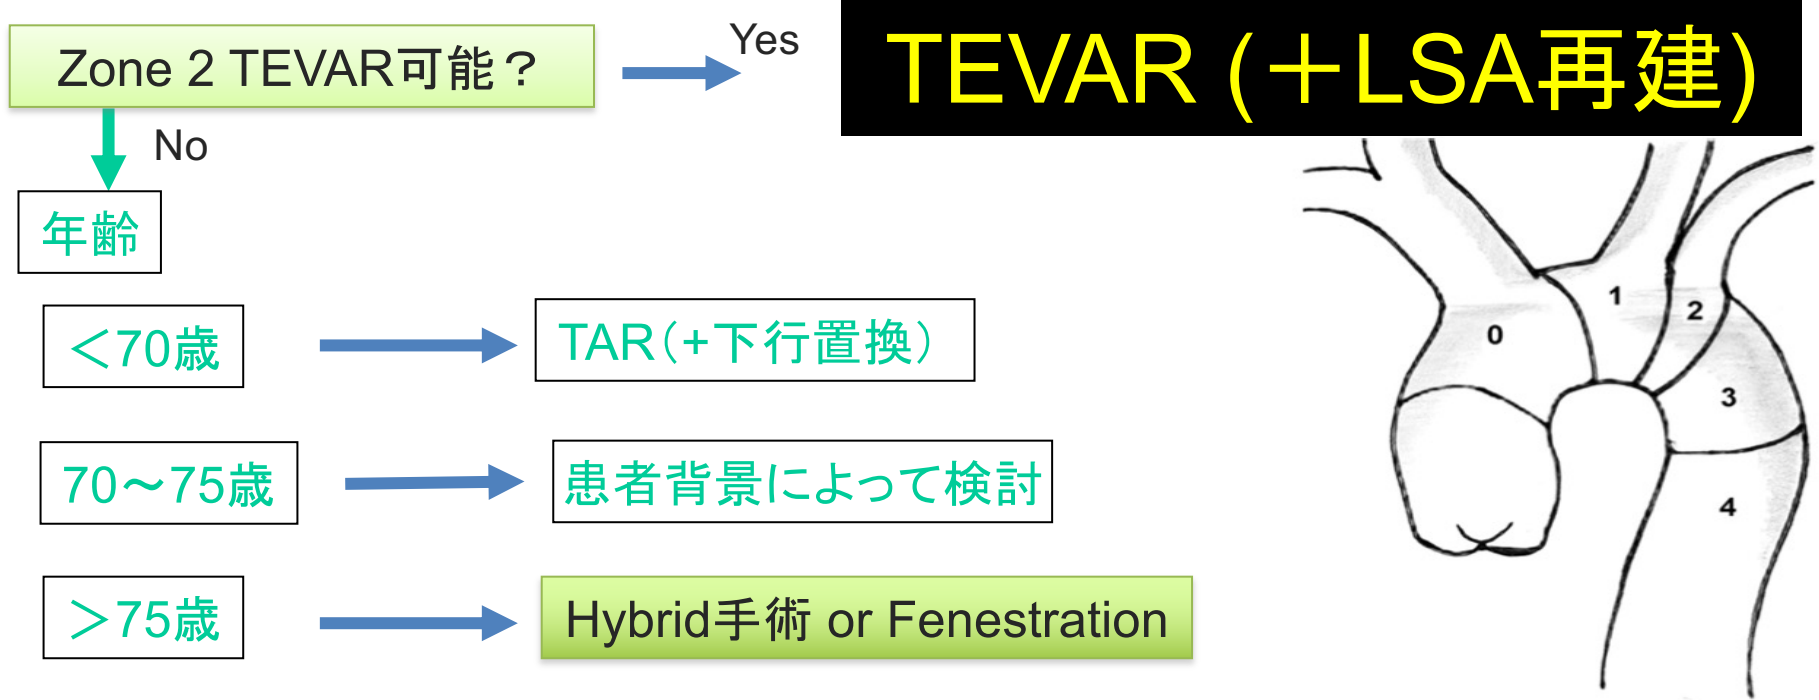 Zone 2 TEVAR可能？
Yes
TEVAR (＋LSA再建)
No
年齢
＜70歳
TAR（+下行置換）
70～75歳
患者背景によって検討
＞75歳
Hybrid手術 or Fenestration
0
1
2
3
4